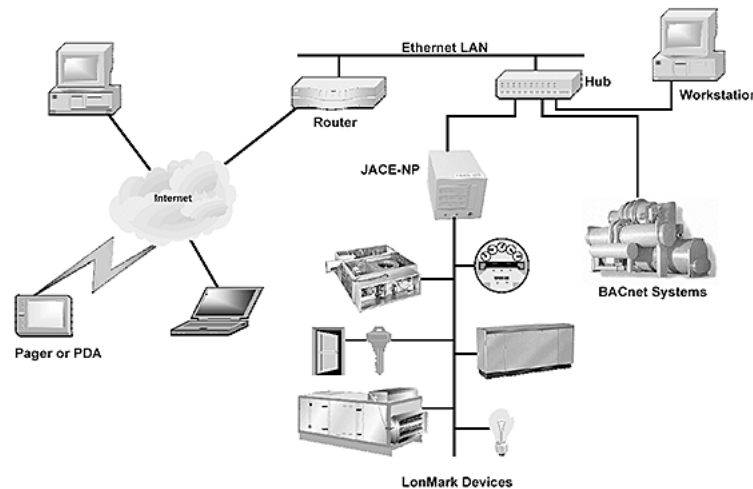 Ethernet LAN
Hub
Workstation
Router
JACE-NP
Internet
BACnet Systems
Pager or PDA
LonMark Devices